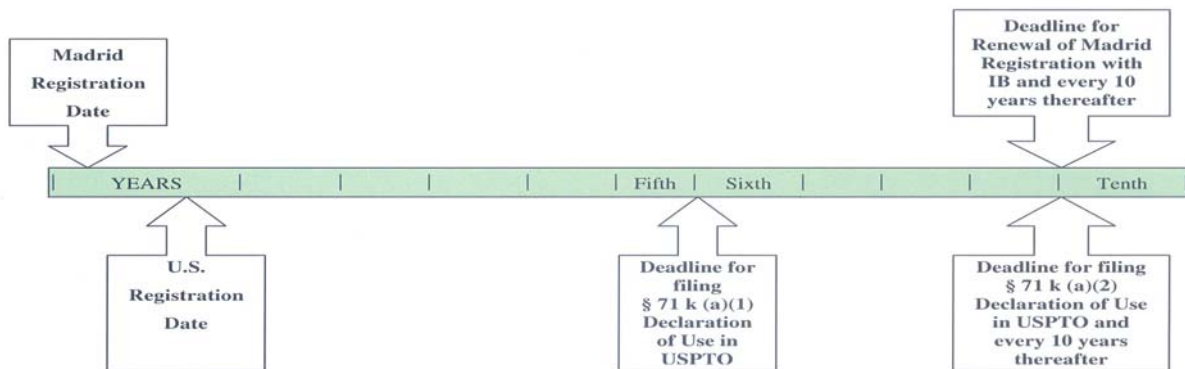 Madrid
Registration
Date
Deadline for
Renewal of Madrid
Registration with
IB and every 10
years thereafter
YEARS Fifth Sixth Tenth
U.S.
Registration
Date
Deadline for
filing
§ 71 k (a)(1)
Declaration
of Use in
USPTO
Deadline for filing
§ 71 k (a)(2)
Declaration of Use
in USPTO and
every 10 years
thereafter